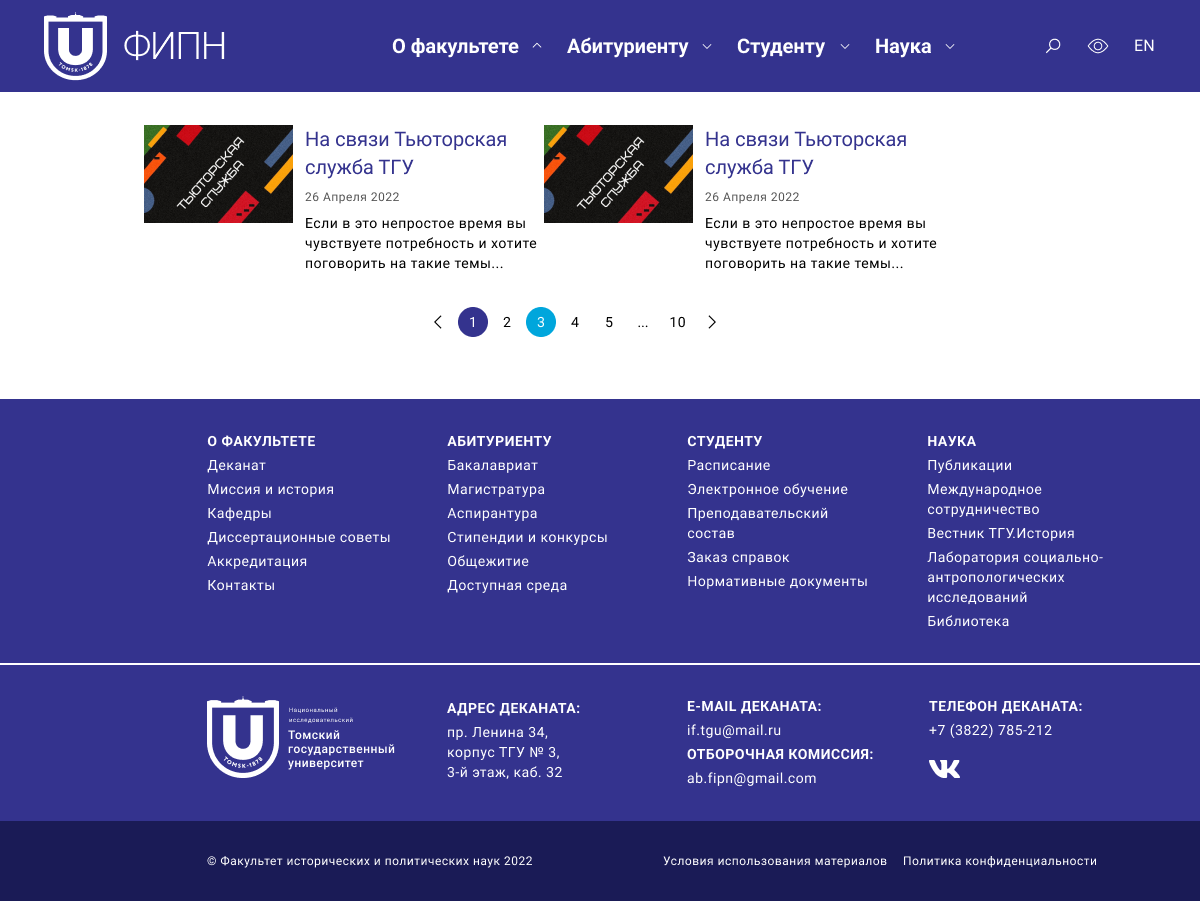 ФИПН
О факультете Абитуриенту Студенту Наука EN
TOMSK·1878
ТЬЮТОРСКАЯ
СЛУЖБА
На связи Тьюторская
служба ТГУ
26 Апреля 2022
Если в это непростое время вы
чувствуете потребность и хотите
поговорить на такие темы...
ТЬЮТОРСКАЯ
СЛУЖБА
На связи Тьюторская
служба ТГУ
26 Апреля 2022
Если в это непростое время вы
чувствуете потребность и хотите
поговорить на такие темы...
1 2 3 4 5 ... 10
О ФАКУЛЬТЕТЕ
Деканат
Миссия и история
Кафедры
Диссертационные советы
Аккредитация
Контакты
АБИТУРИЕНТУ
Бакалавриат
Магистратура
Аспирантура
Стипендии и конкурсы
Общежитие
Доступная среда
СТУДЕНТУ
Расписание
Электронное обучение
Преподавательский
состав
Заказ справок
Нормативные документы
НАУКА
Публикации
Международное
сотрудничество
Вестник ТГУ.История
Лаборатория социально-
антропологических
исследований
Библиотека
TOMSK·1878
Национальный
исследовательский
Томский
государственный
университет
АДРЕС ДЕКАНАТА:
пр. Ленина 34,
корпус ТГУ № 3,
3-й этаж, каб. 32
E-MAIL ДЕКАНАТА:
if.tgu@mail.ru
ОТБОРОЧНАЯ КОМИССИЯ:
ab.fipn@gmail.com
ТЕЛЕФОН ДЕКАНАТА:
+7 (3822) 785-212
© Факультет исторических и политических наук 2022
Условия использования материалов Политика конфиденциальности